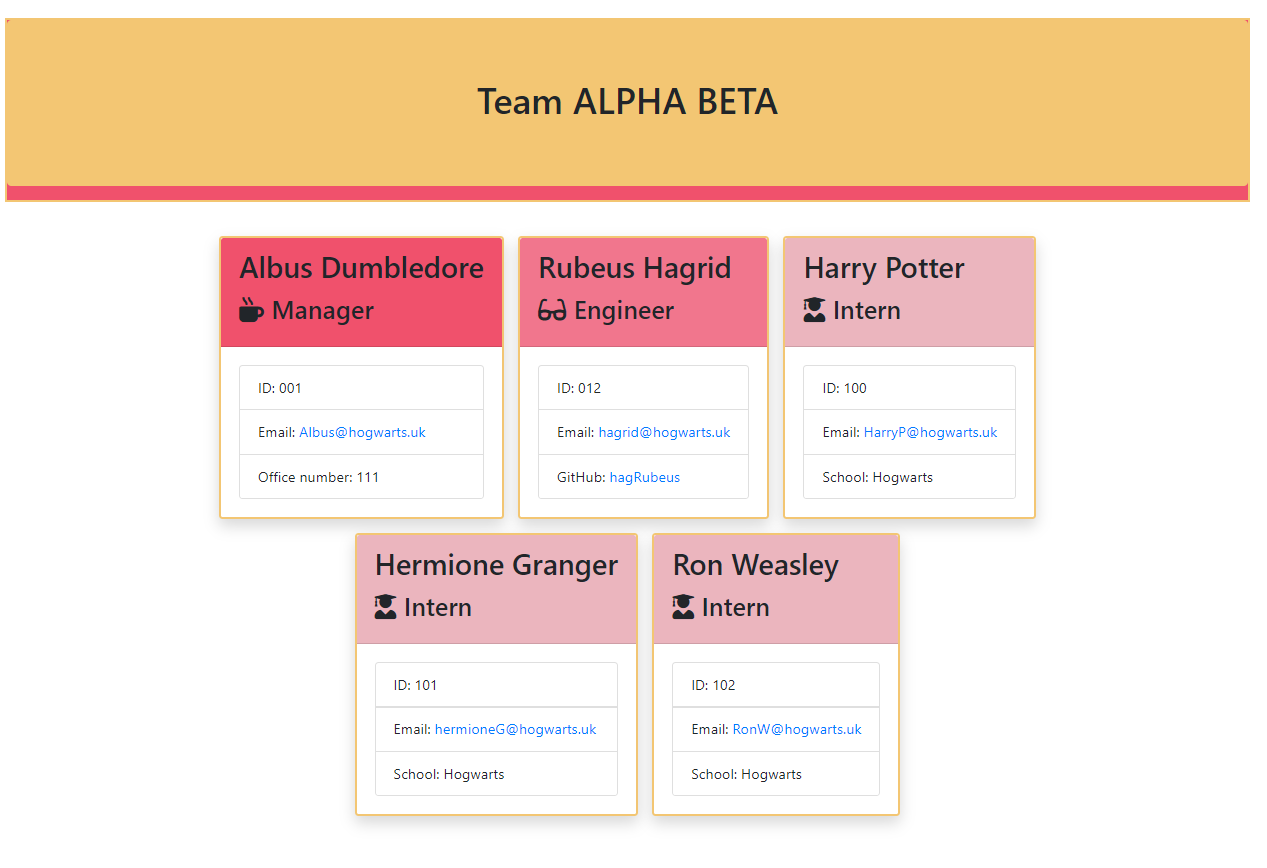 Team ALPHA BETA
Albus Dumbledore
Manager
ID: 001
Email: Albus@hogwarts.uk
Office number: 111
Rubeus Hagrid
Engineer
ID: 012
Email: hagrid@hogwarts.uk
GitHub: hagRubeus
Harry Potter
Intern
ID: 100
Email: HarryP@hogwarts.uk
School: Hogwarts
Hermione Granger
Intern
ID: 101
Email: hermioneG@hogwarts.uk
School: Hogwarts
Ron Weasley
Intern
ID: 102
Email: RonW@hogwarts.uk
School: Hogwarts